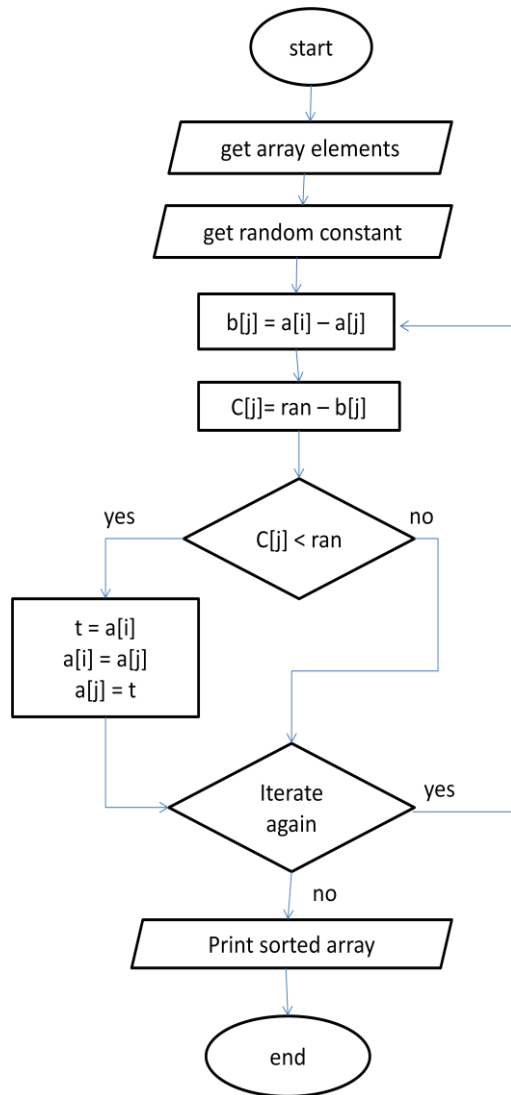 start
get array elements
get random constant
b[j] = a[i] – a[j]
C[j]= ran – b[j]
yes
no
C[j] < ran
t = a[i]
a[i] = a[j]
a[j] = t
Iterate
again
yes
no
Print sorted array
end